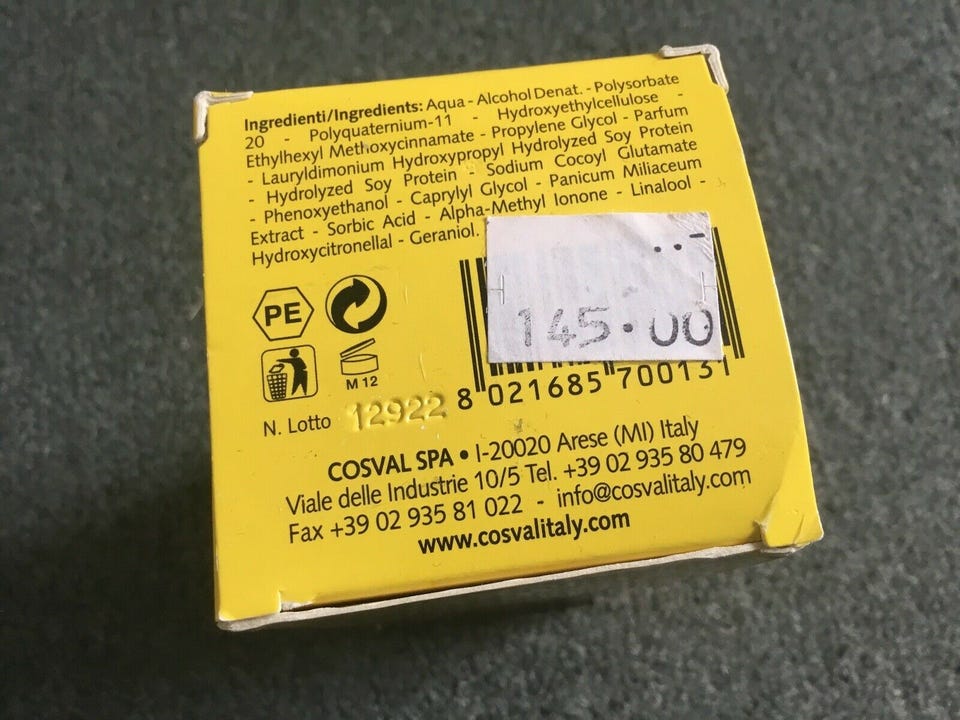 Ingredienti/Ingredients: Aqua - Alcohol Denat. - Polysorbate
20 - Polyquaternium-11 - Hydroxyethylcellulose -
Ethylhexyl Methoxycinnamate - Propylene Glycol - Parfum
- Lauryldimonium Hydroxypropyl Hydrolyzed Soy Protein
- Hydrolyzed Soy Protein - Sodium Cocoyl Glutamate
- Phenoxyethanol - Caprylyl Glycol - Panicum Miliaceum
Extract - Sorbic Acid - Alpha-Methyl Ionone - Linalool -
Hydroxycitronellal - Geraniol.
145.00
PE
M 12
8 021685 700131
N. Lotto 12922
COSVAL SPA • I-20020 Arese (MI) Italy
Viale delle Industrie 10/5 Tel. +39 02 935 80 479
Fax +39 02 935 81 022 - info@cosvalitaly.com
www.cosvalitaly.com